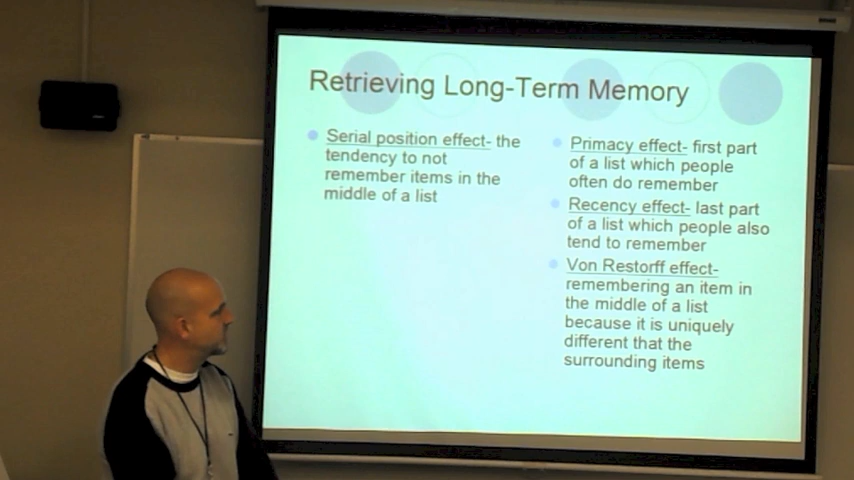 Retrieving Long-Term Memory
Serial position effect- the
tendency to not
remember items in the
middle of a list
Primacy effect- first part
of a list which people
often do remember
Recency effect- last part
of a list which people also
tend to remember
Von Restorff effect-
remembering an item in
the middle of a list
because it is uniquely
different that the
surrounding items